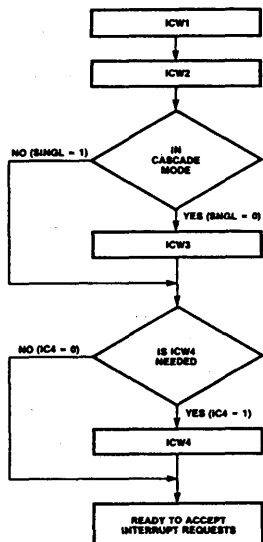 ICW1
ICW2
IN
CASCADE
MODE
NO (SINGL = 1)
YES (SNGL = 0)
ICW3
IS ICW4
NEEDED
NO (IC4 = 0)
YES (IC4 = 1)
ICW4
READY TO ACCEPT
INTERRUPT REQUESTS